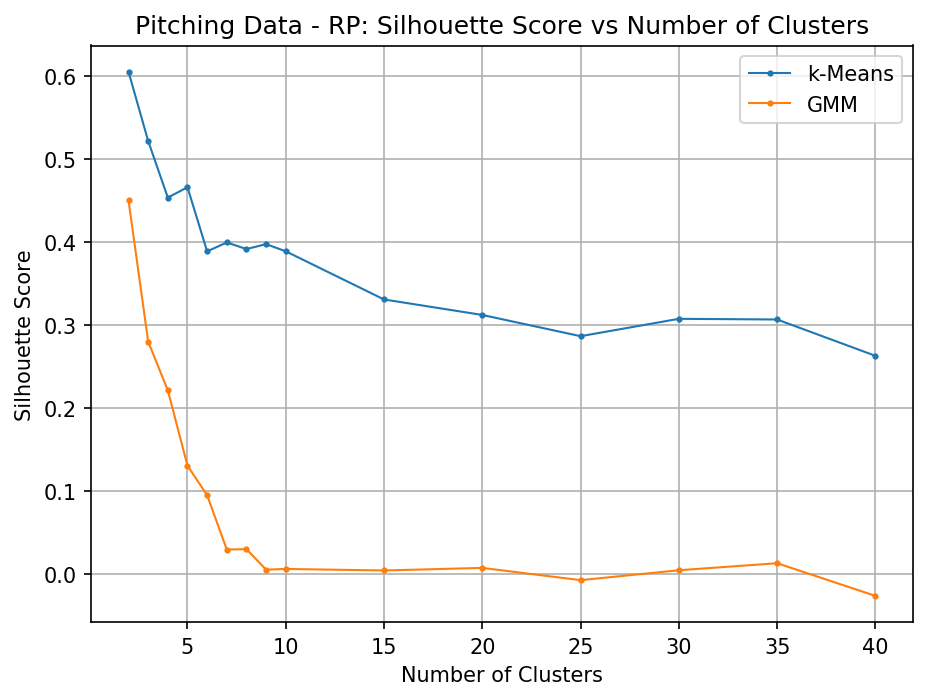 Pitching Data - RP: Silhouette Score vs Number of Clusters
k-Means
GMM
0.6
0.5
0.4
0.3
0.2
0.1
0.0
Silhouette Score
5 10 15 20 25 30 35 40
Number of Clusters